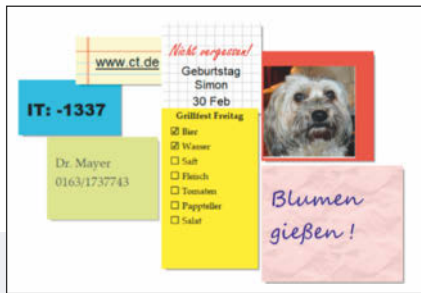 www.ct.de
Nicht vergessen!
Geburtstag
Simon
30 Feb
IT: -1337
Grillfest Freitag
☑ Bier
☑ Wasser
☐ Saft
☐ Fleisch
☐ Tomaten
☐ Pappteller
☐ Salat
Dr. Mayer
0163/1737743
Blumen
gießen!